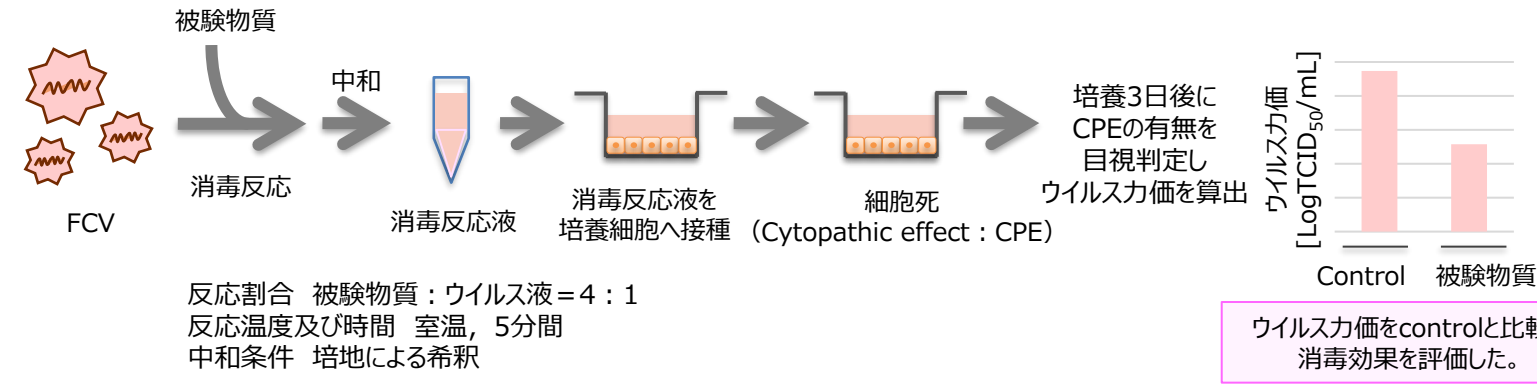 被験物質
中和
消毒反応
FCV
消毒反応液
消毒反応液を
培養細胞へ接種
細胞死
（Cytopathic effect：CPE）
培養3日後に
CPEの有無を
目視判定し
ウイルス力価を算出
ウイルス力価
[LogTCID₅₀/mL]
Control
被験物質
反応割合 被験物質：ウイルス液＝4：1
反応温度及び時間 室温，5分間
中和条件 培地による希釈
ウイルス力価をcontrolと比較
消毒効果を評価した。